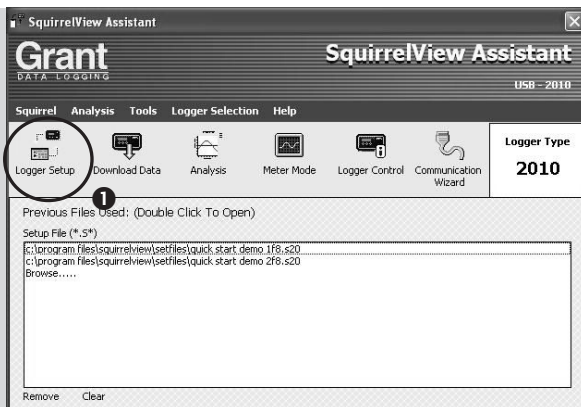 SquirrelView Assistant
Grant
DATA LOGGING
SquirrelView Assistant
USB - 2010
Squirrel Analysis Tools Logger Selection Help
Logger Setup Download Data Analysis Meter Mode Logger Control Communication Wizard
Logger Type
2010
1
Previous Files Used: (Double Click To Open)
Setup File (*.S*)
c:\program files\squirrelview\setfiles\quick start demo 1f8.s20
c:\program files\squirrelview\setfiles\quick start demo 2f8.s20
Browse.....
Remove Clear